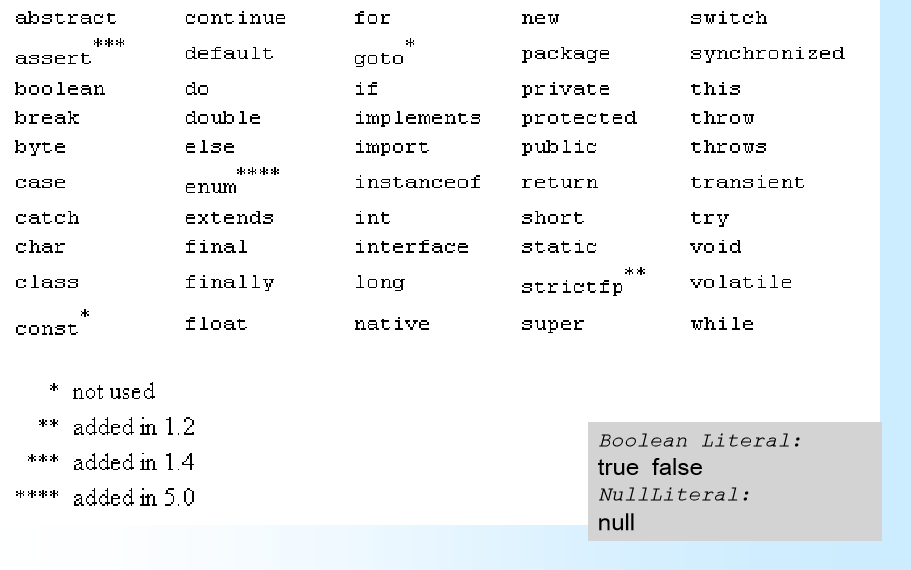 abstract continue for new switch
assert*** default goto* package synchronized
boolean do if private this
break double implements protected throw
byte else import public throws
case enum**** instanceof return transient
catch extends int short try
char final interface static void
class finally long strictfp** volatile
const* float native super while
* not used
** added in 1.2
*** added in 1.4
**** added in 5.0
Boolean Literal:
true false
NullLiteral:
null